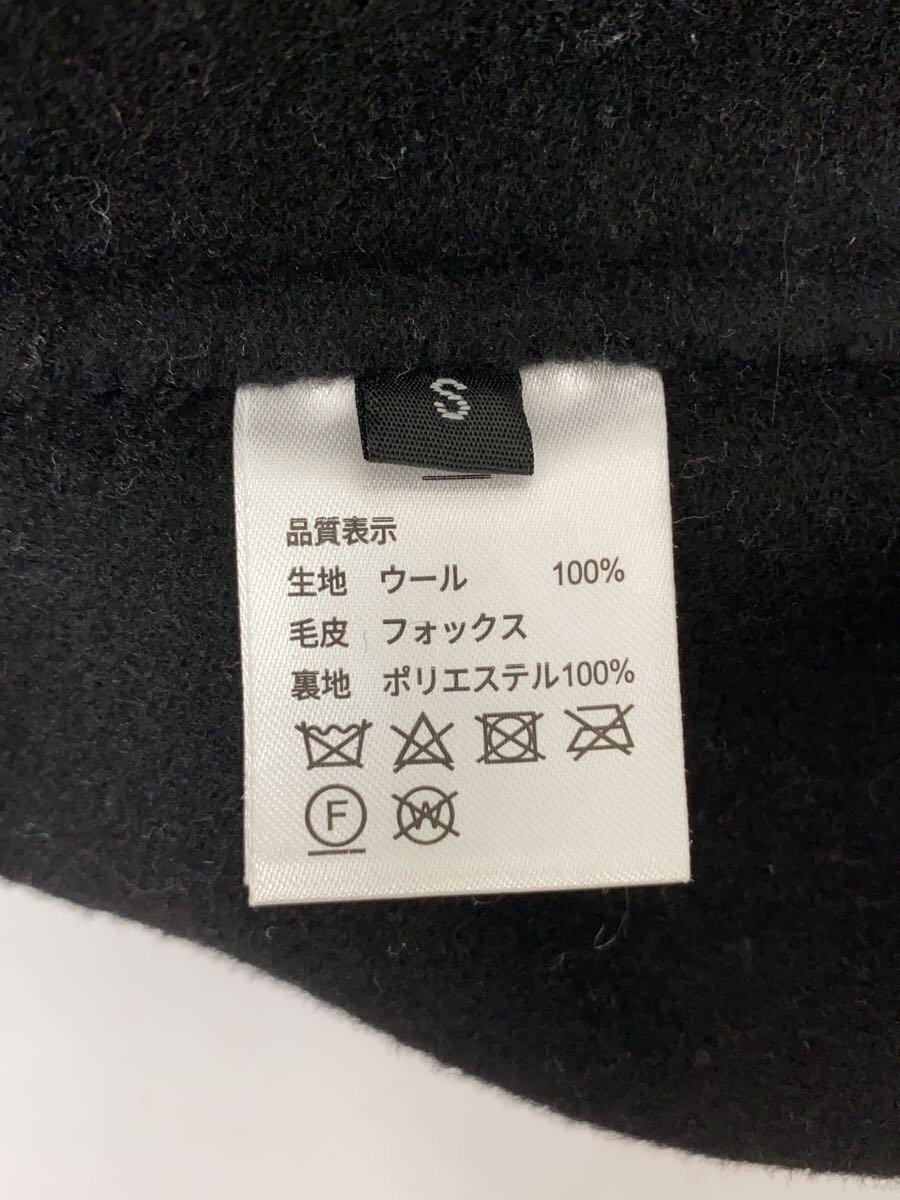 S
品質表示
生地 ウール 100%
毛皮 フォックス
裏地 ポリエステル100%
F W